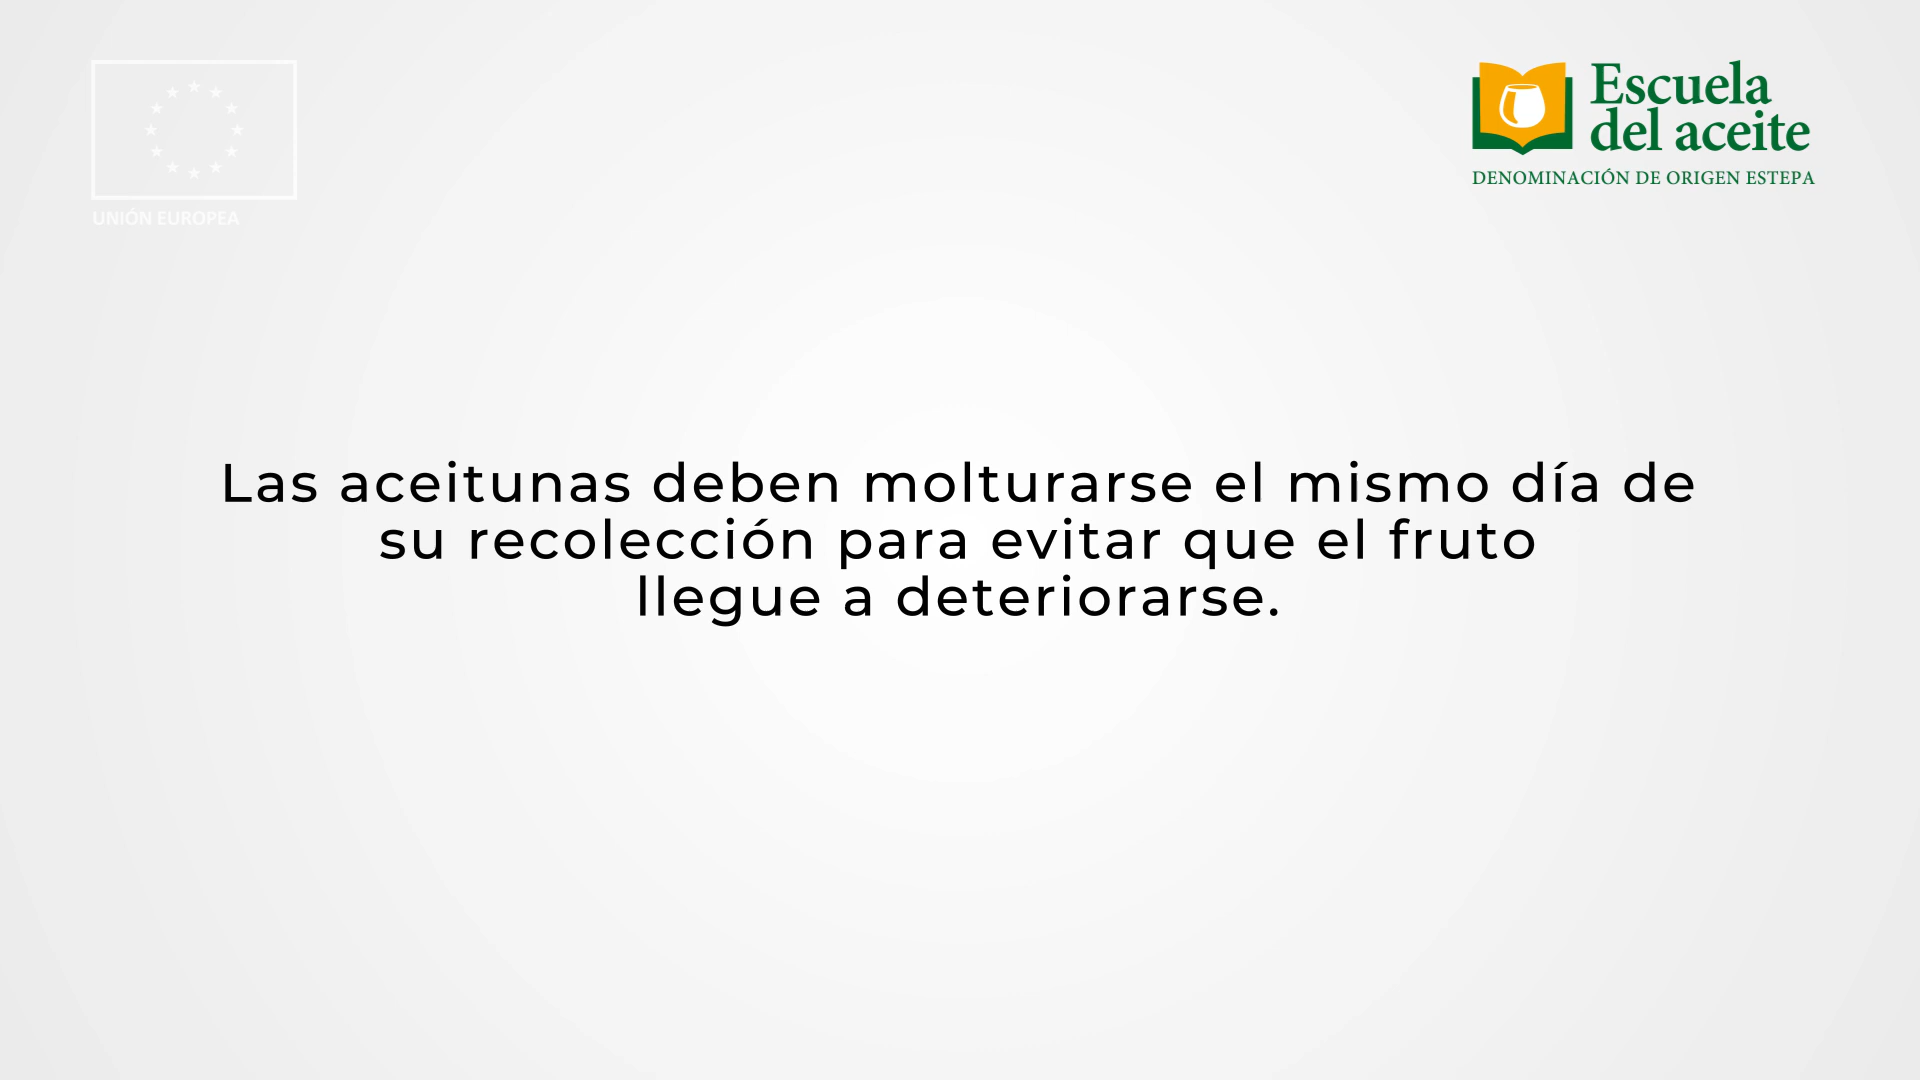 UNIÓN EUROPEA
Escuela
del aceite
DENOMINACIÓN DE ORIGEN ESTEPA
Las aceitunas deben molturarse el mismo día de
su recolección para evitar que el fruto
llegue a deteriorarse.